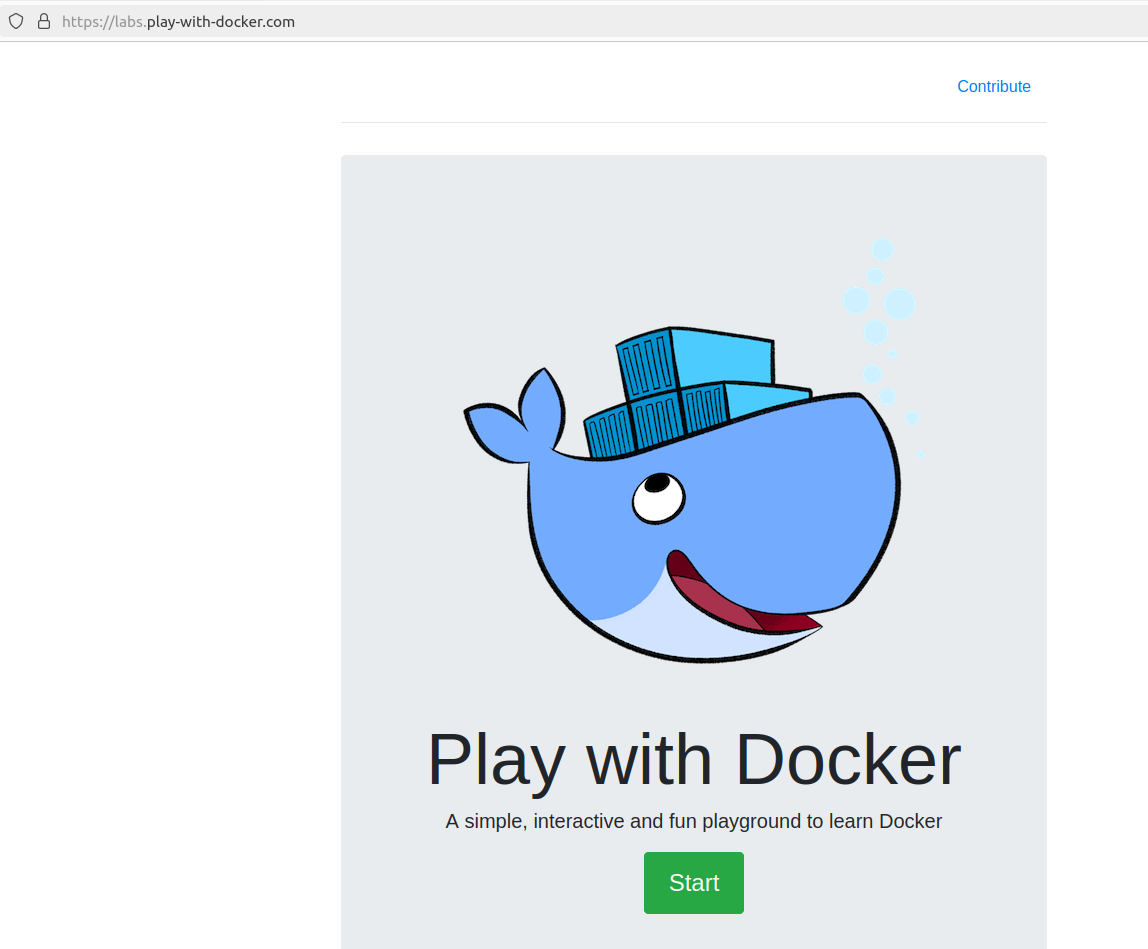 https://labs.play-with-docker.com
Contribute
Play with Docker
A simple, interactive and fun playground to learn Docker
Start